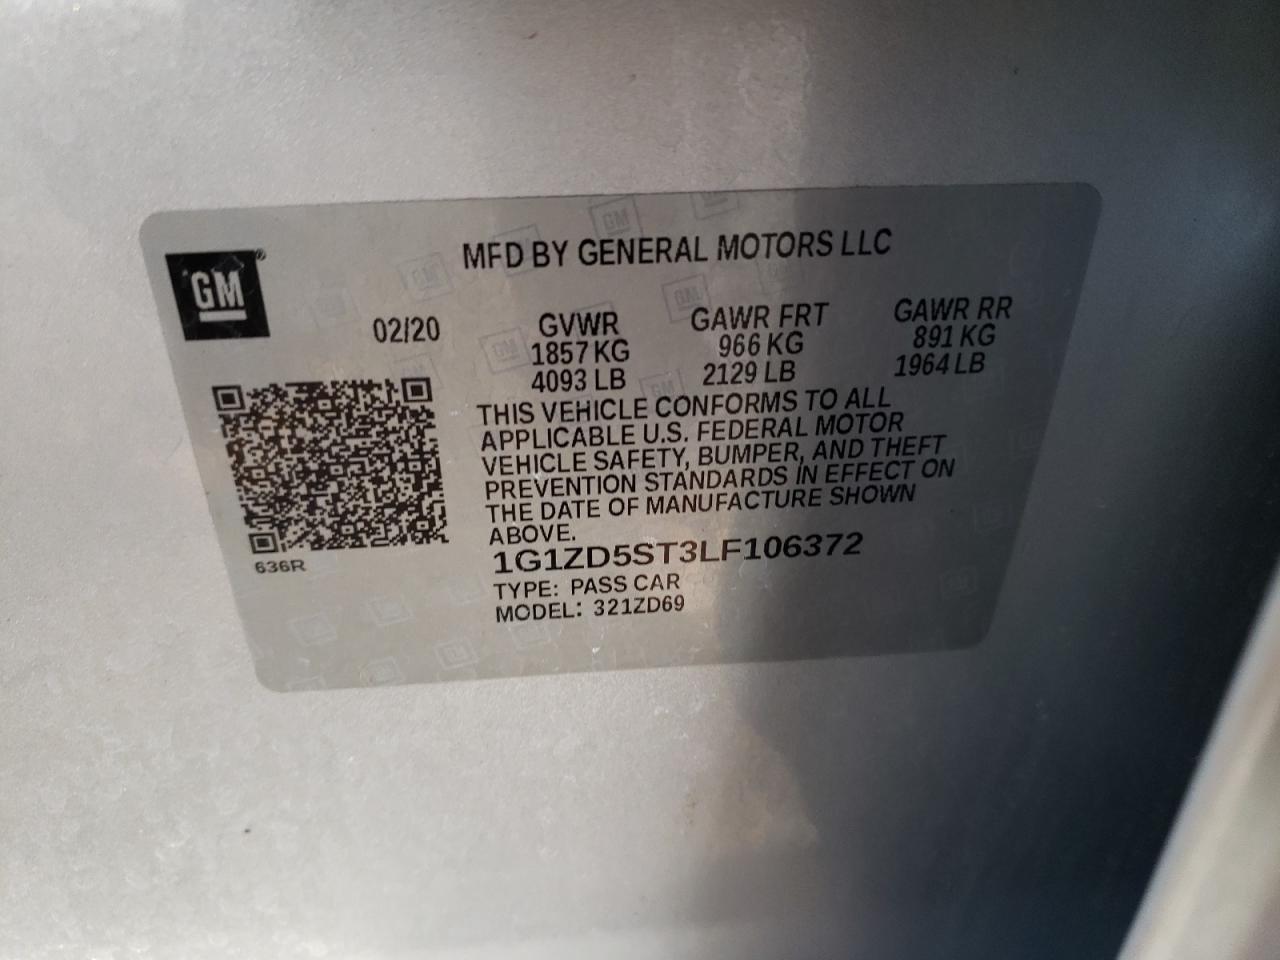 GM®
MFD BY GENERAL MOTORS LLC
02/20
GVWR GAWR FRT GAWR RR
1857 KG 966 KG 891 KG
4093 LB 2129 LB 1964 LB
THIS VEHICLE CONFORMS TO ALL
APPLICABLE U.S. FEDERAL MOTOR
VEHICLE SAFETY, BUMPER, AND THEFT
PREVENTION STANDARDS IN EFFECT ON
THE DATE OF MANUFACTURE SHOWN
ABOVE.
1G1ZD5ST3LF106372
TYPE: PASS CAR
MODEL: 321ZD69
636R